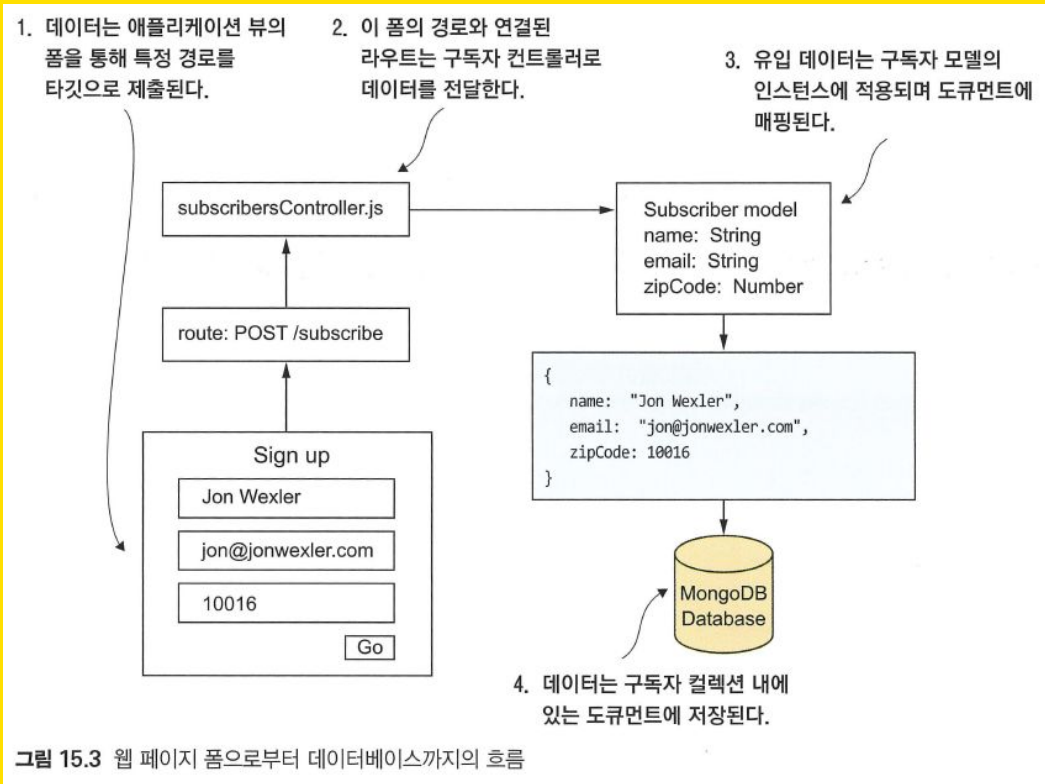 1. 데이터는 애플리케이션 뷰의
폼을 통해 특정 경로를
타깃으로 제출된다.
2. 이 폼의 경로와 연결된
라우트는 구독자 컨트롤러로
데이터를 전달한다.
3. 유입 데이터는 구독자 모델의
인스턴스에 적용되며 도큐먼트에
매핑된다.
subscribersController.js
Subscriber model
name: String
email: String
zipCode: Number
route: POST /subscribe
{
name: "Jon Wexler",
email: "jon@jonwexler.com",
zipCode: 10016
}
Sign up
Jon Wexler
jon@jonwexler.com
10016
Go
MongoDB
Database
4. 데이터는 구독자 컬렉션 내에
있는 도큐먼트에 저장된다.
그림 15.3 웹 페이지 폼으로부터 데이터베이스까지의 흐름